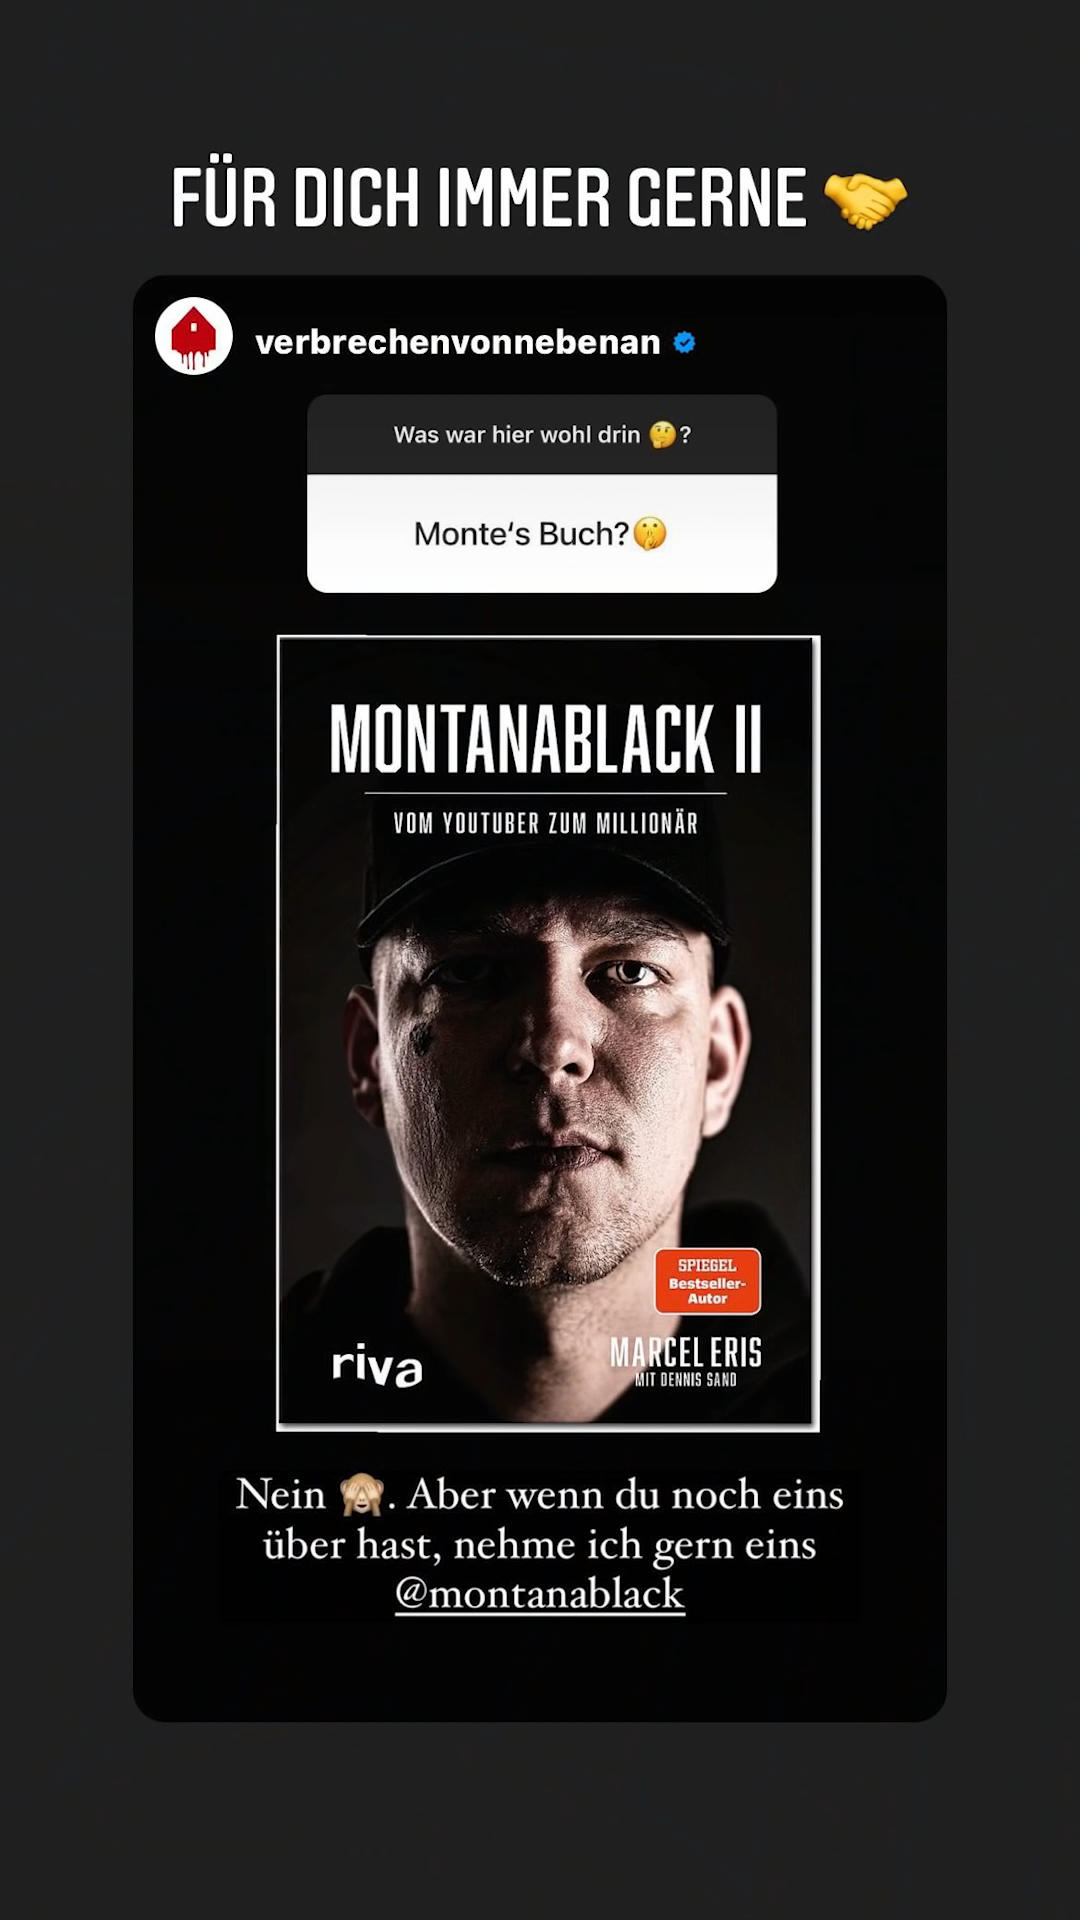 FÜR DICH IMMER GERNE 🤝
verbrechenvonnebenan
Was war hier wohl drin 🤔?
Monte‘s Buch?🤫
MONTANABLACK II
VOM YOUTUBER ZUM MILLIONÄR
SPIEGEL
Bestseller-
Autor
riva
MARCEL ERIS
MIT DENNIS SAND
Nein 🙈. Aber wenn du noch eins
über hast, nehme ich gern eins
@montanablack